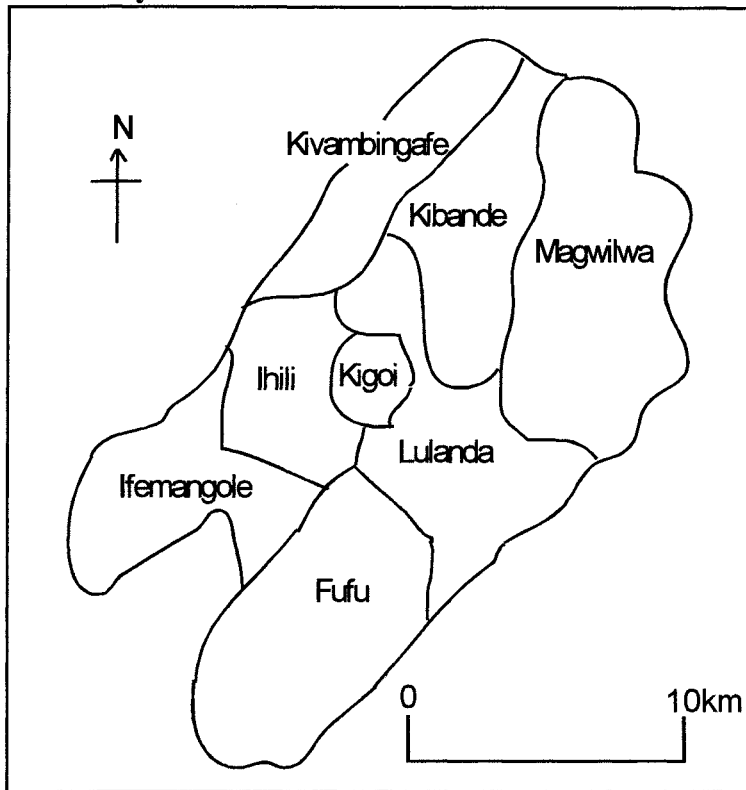 N
Kivambingafe
Kibande
Magwilwa
Ihili
Kigoi
Lulanda
Ifemangole
Fufu
0 10km